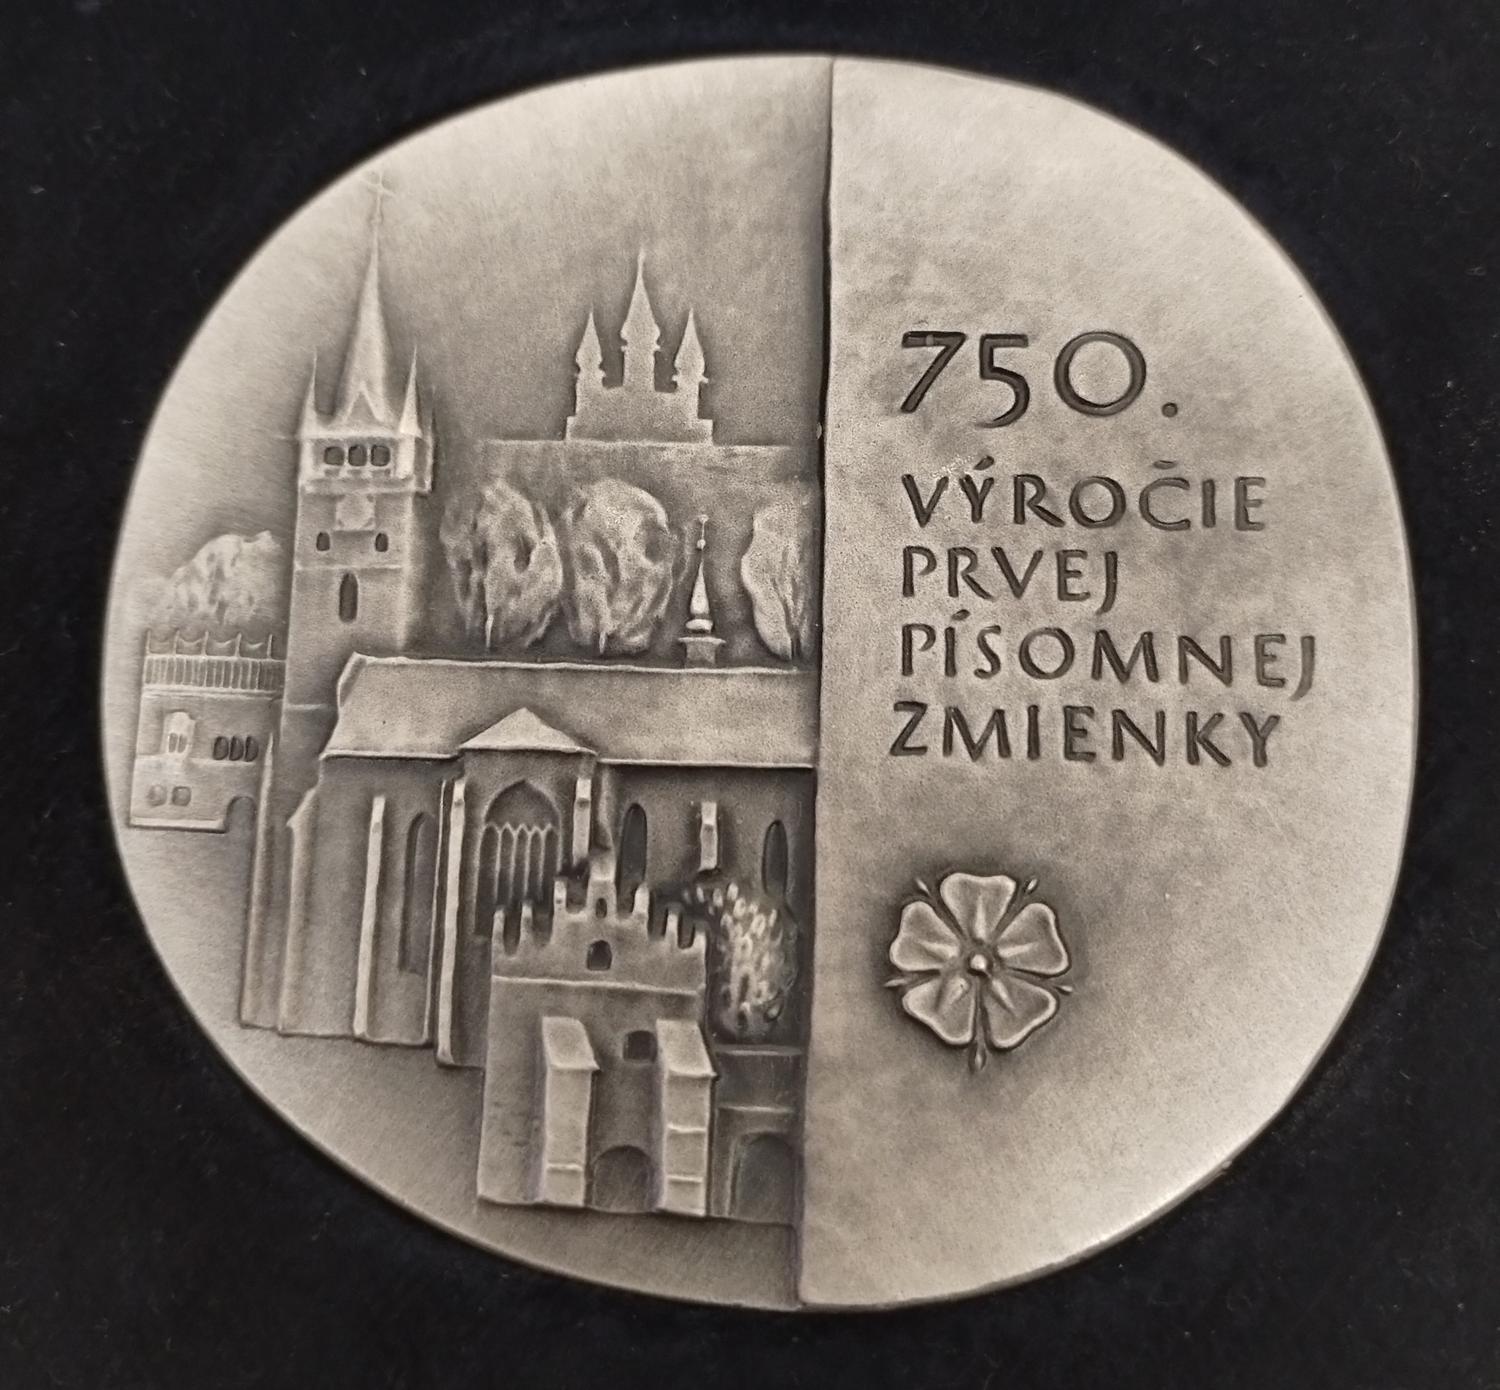 750.
VÝROČIE
PRVEJ
PÍSOMNEJ
ZMIENKY